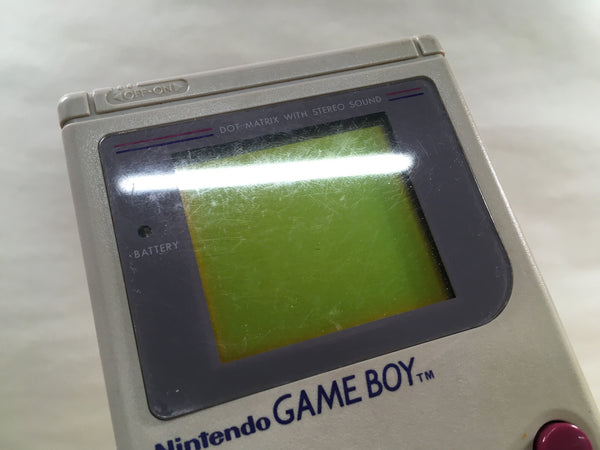 OFF•ON
DOT MATRIX WITH STEREO SOUND
BATTERY
Nintendo GAME BOY™